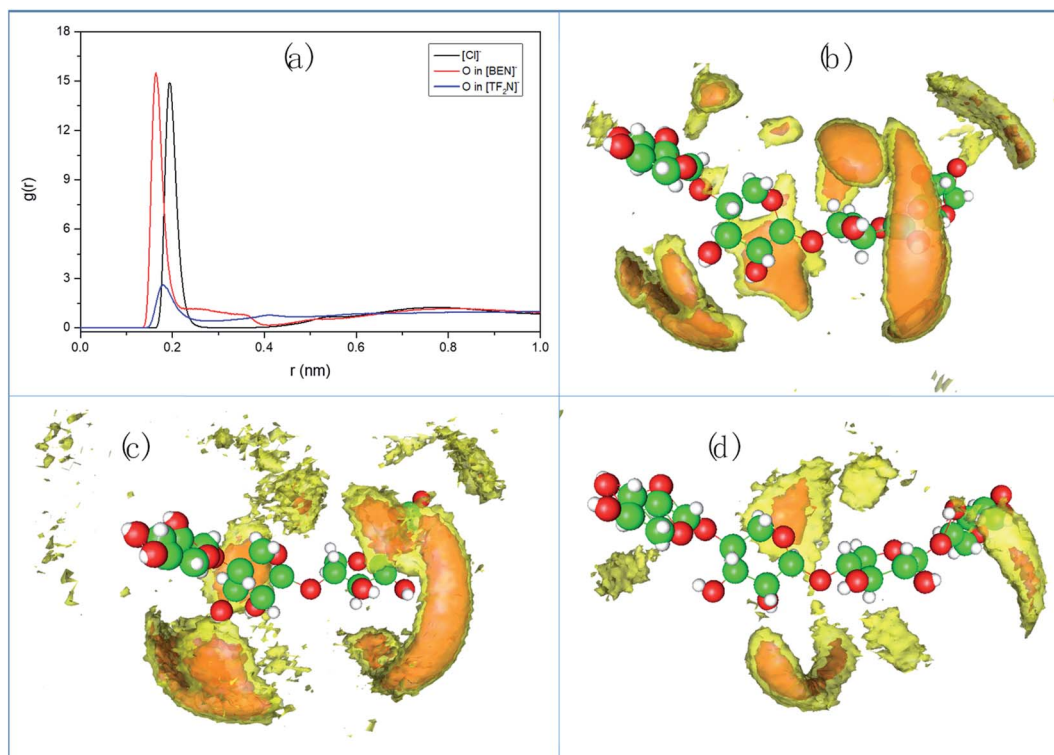 18
15
12
9
6
3
0
g(r)
(a)
[Cl]⁻
O in [BEN]⁻
O in [TF₂N]⁻
0.0 0.2 0.4 0.6 0.8 1.0
r (nm)
(b)
(c)
(d)